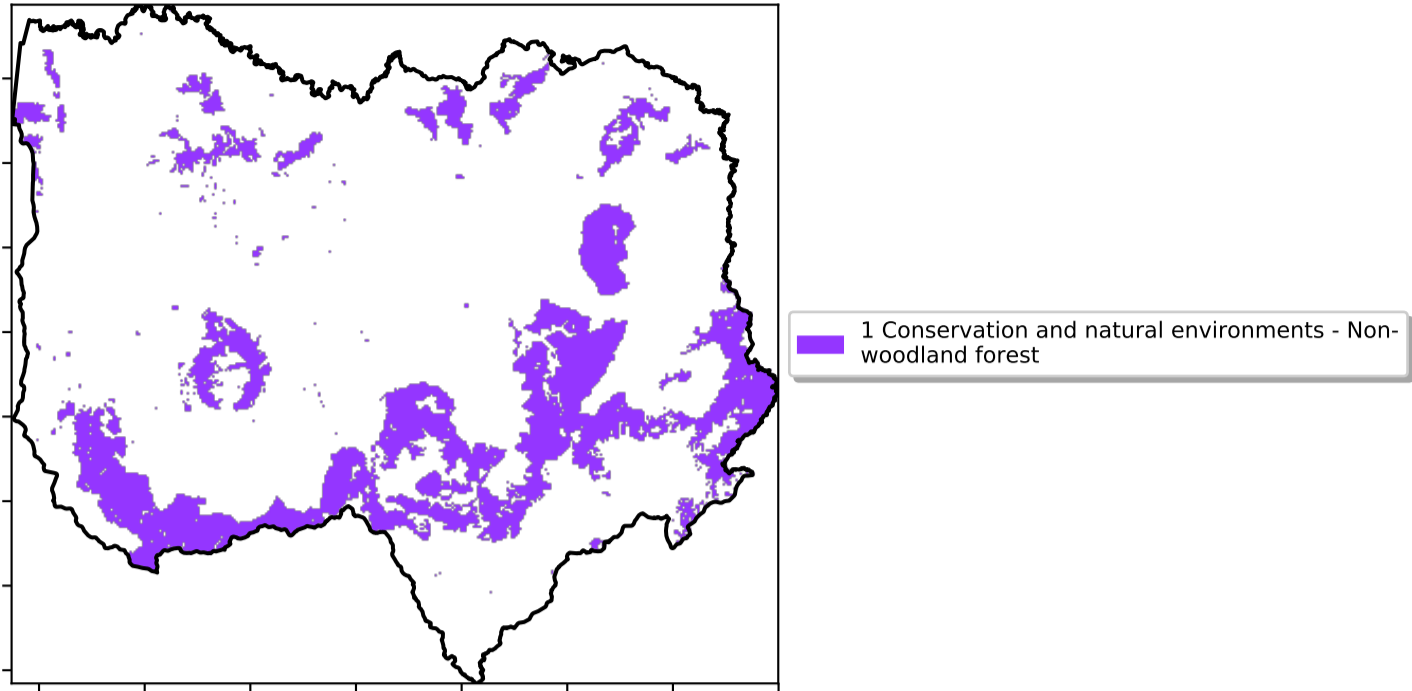 1 Conservation and natural environments - Non-
woodland forest